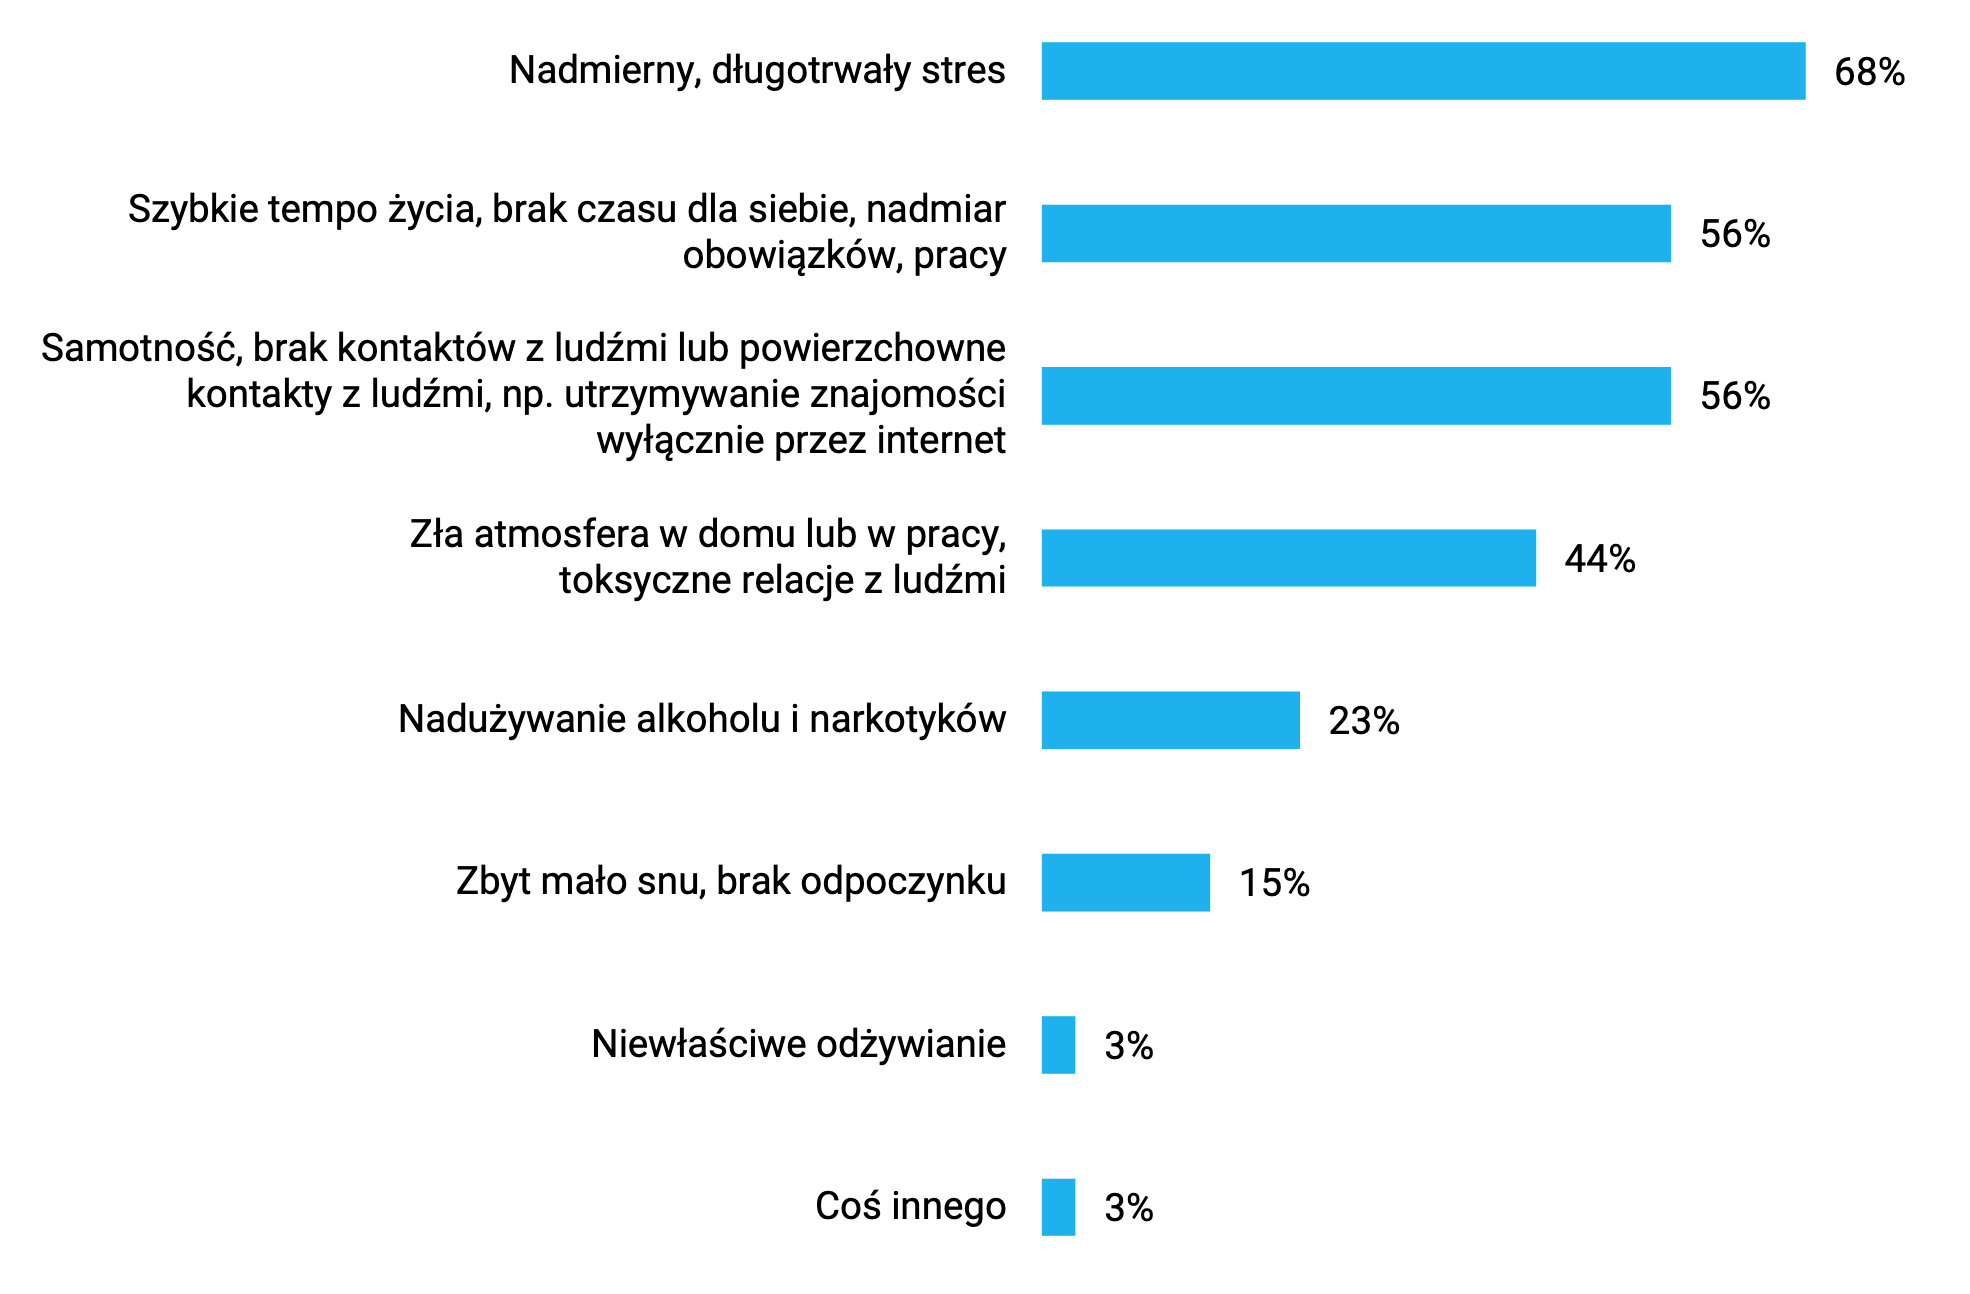 Nadmierny, długotrwały stres
68%
Szybkie tempo życia, brak czasu dla siebie, nadmiar
obowiązków, pracy
56%
Samotność, brak kontaktów z ludźmi lub powierzchowne
kontakty z ludźmi, np. utrzymywanie znajomości
wyłącznie przez internet
56%
Zła atmosfera w domu lub w pracy,
toksyczne relacje z ludźmi
44%
Nadużywanie alkoholu i narkotyków
23%
Zbyt mało snu, brak odpoczynku
15%
Niewłaściwe odżywianie
3%
Coś innego
3%